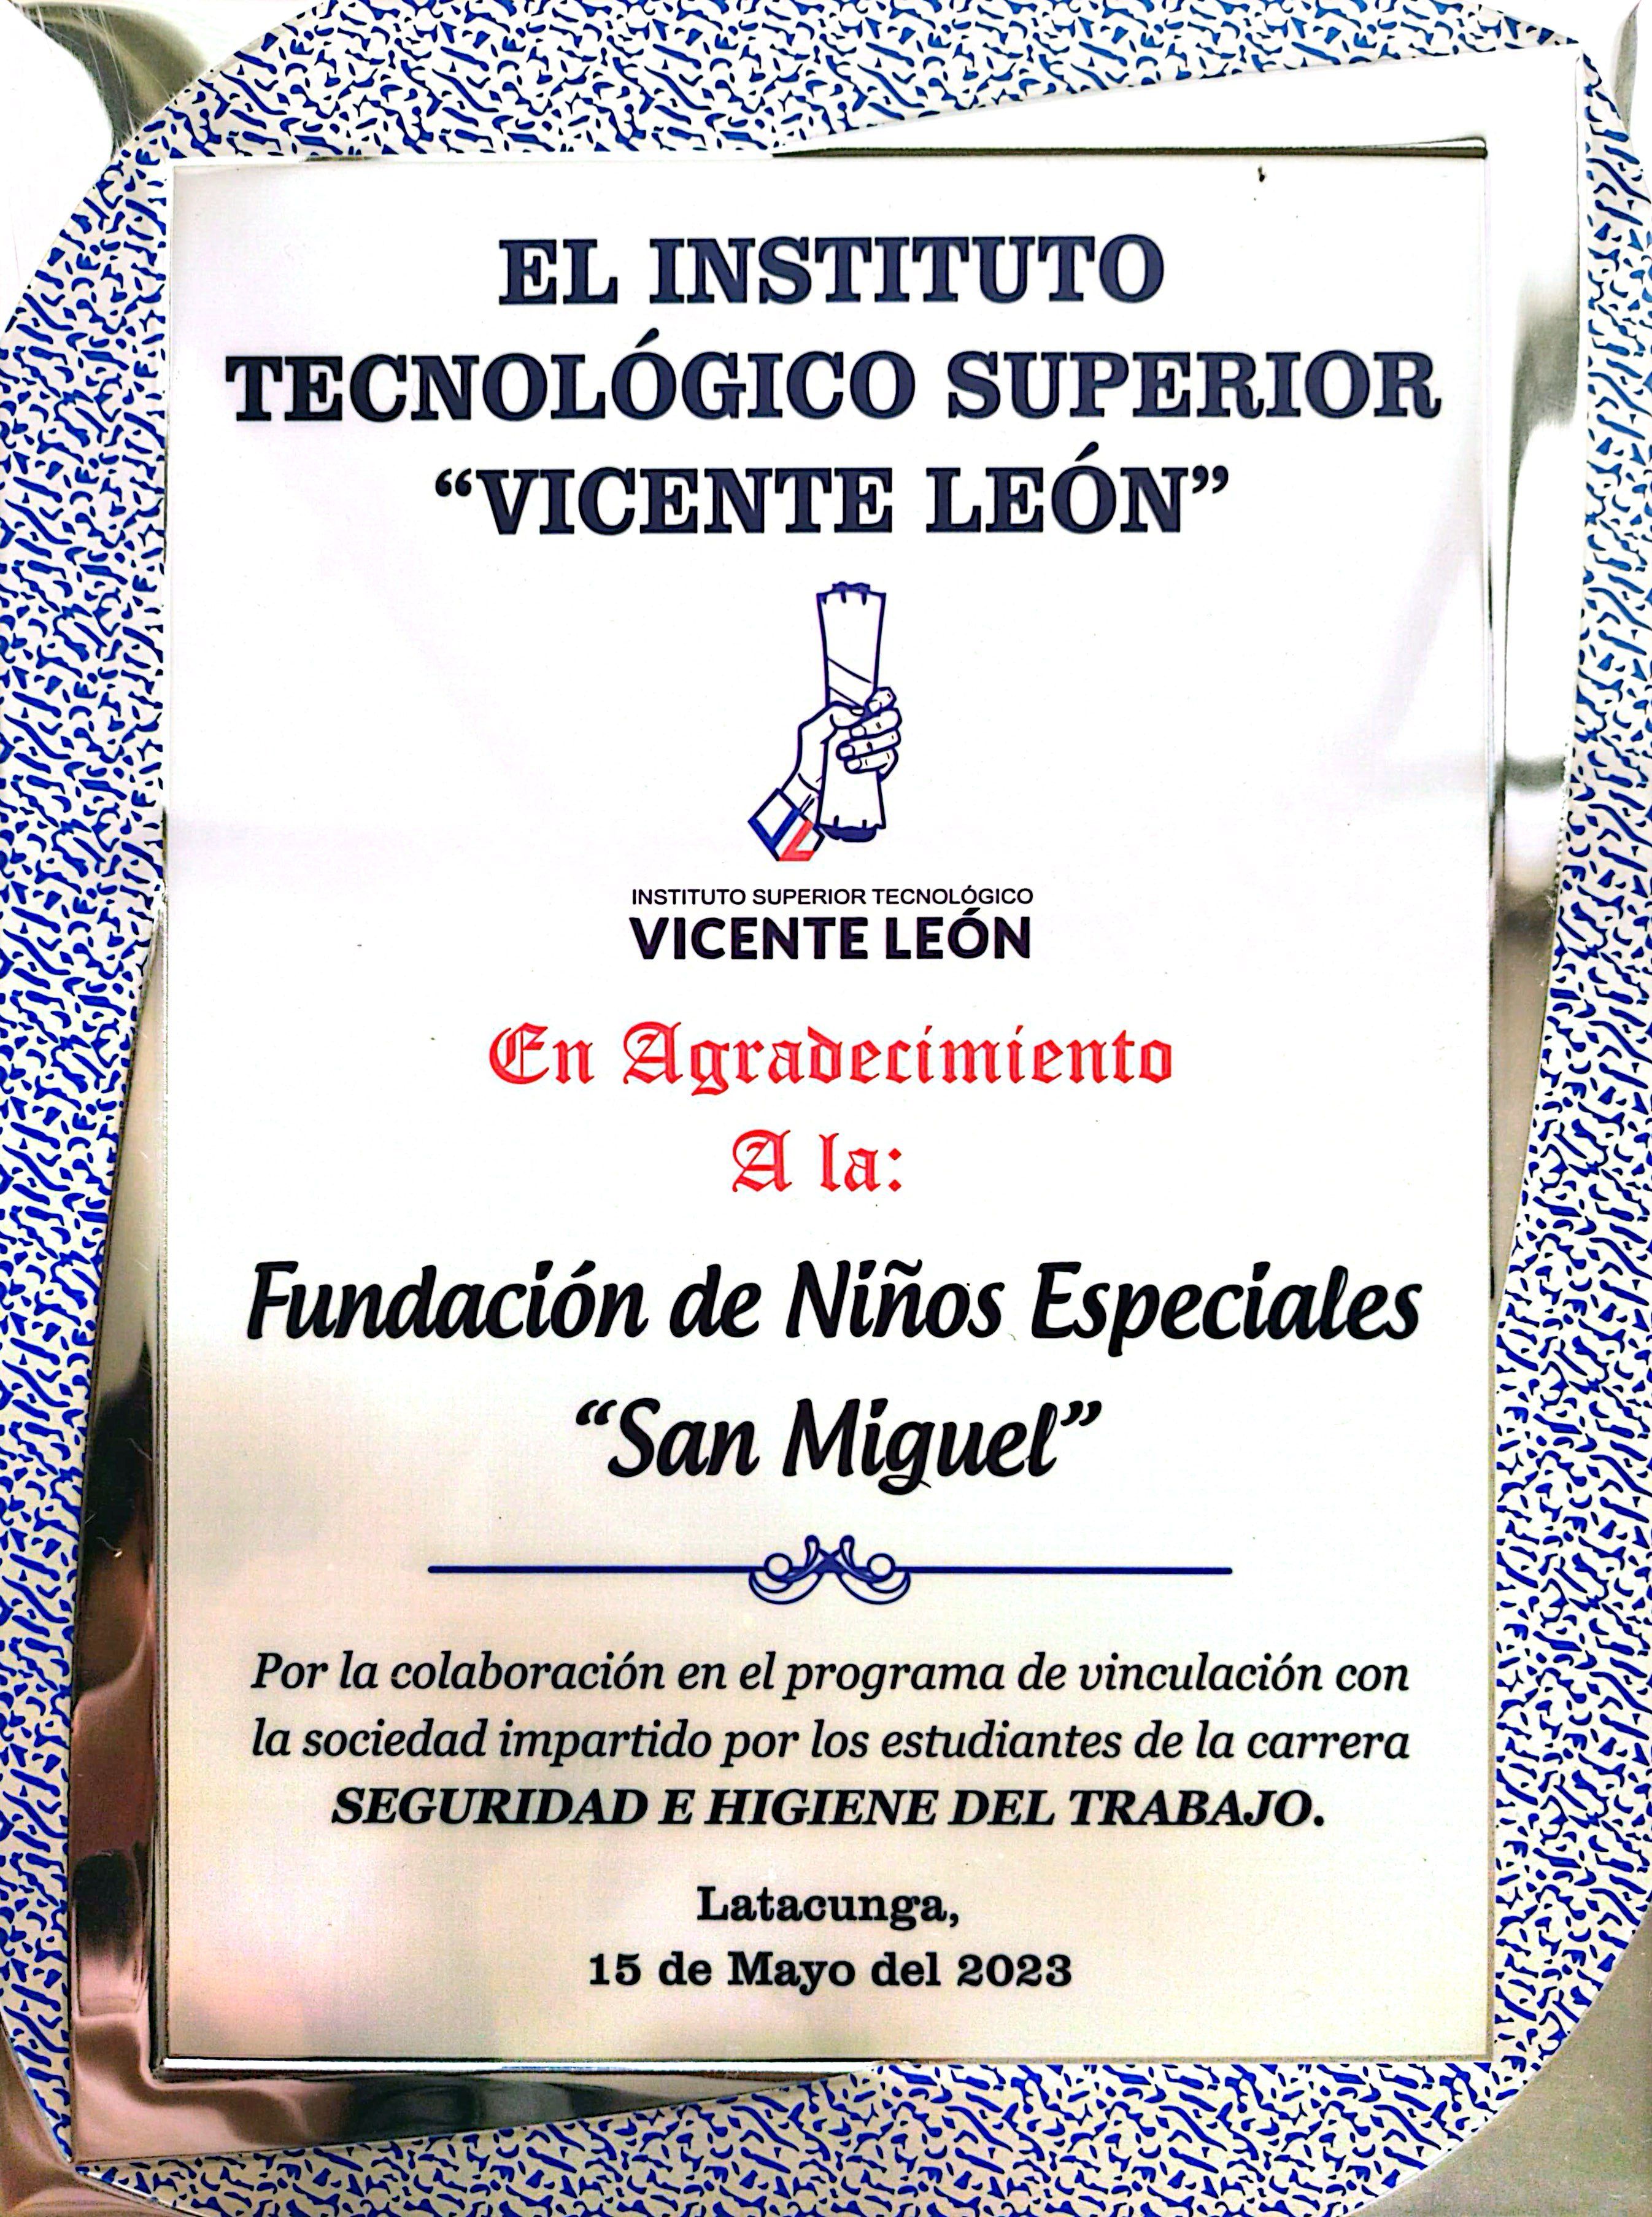 EL INSTITUTO
TECNOLÓGICO SUPERIOR
“VICENTE LEÓN”
INSTITUTO SUPERIOR TECNOLÓGICO
VICENTE LEÓN
En Agradecimiento
A la:
Fundación de Niños Especiales
“San Miguel”
Por la colaboración en el programa de vinculación con
la sociedad impartido por los estudiantes de la carrera
SEGURIDAD E HIGIENE DEL TRABAJO.
Latacunga,
15 de Mayo del 2023